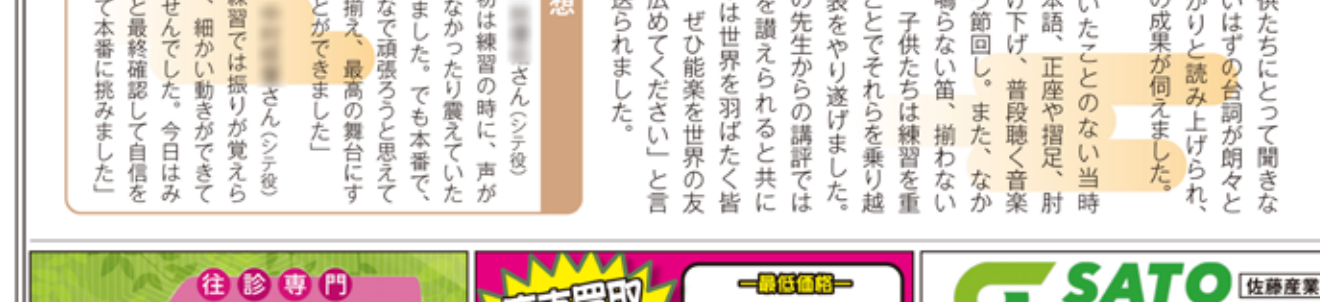 供たちにとって聞きな
いはずの台詞が朗々と
がりと読み上げられ、
の成果が伺えました。
いたことのない当時
本語、正座や摺足、肘
け下げ、普段聴く音楽
う節回し。また、なか
鳴らない笛、揃わない
子供たちは練習を重
ことでそれらを乗り越
表をやり遂げました。
の先生からの講評では
を讃えられると共に
は世界を羽ばたく皆
ぜひ能楽を世界の友
広めてください」と言
送られました。
想
さん(シテ役)
初は練習の時に、声が
なかったり震えていた
ました。でも本番で、
なで頑張ろうと思えて
揃え、最高の舞台にす
とができました」
さん(シテ役)
練習では振りが覚えら
、細かい動きができて
せんでした。今日はみ
と最終確認して自信を
て本番に挑みました」
往診専門
最低価格
SATO
佐藤産業